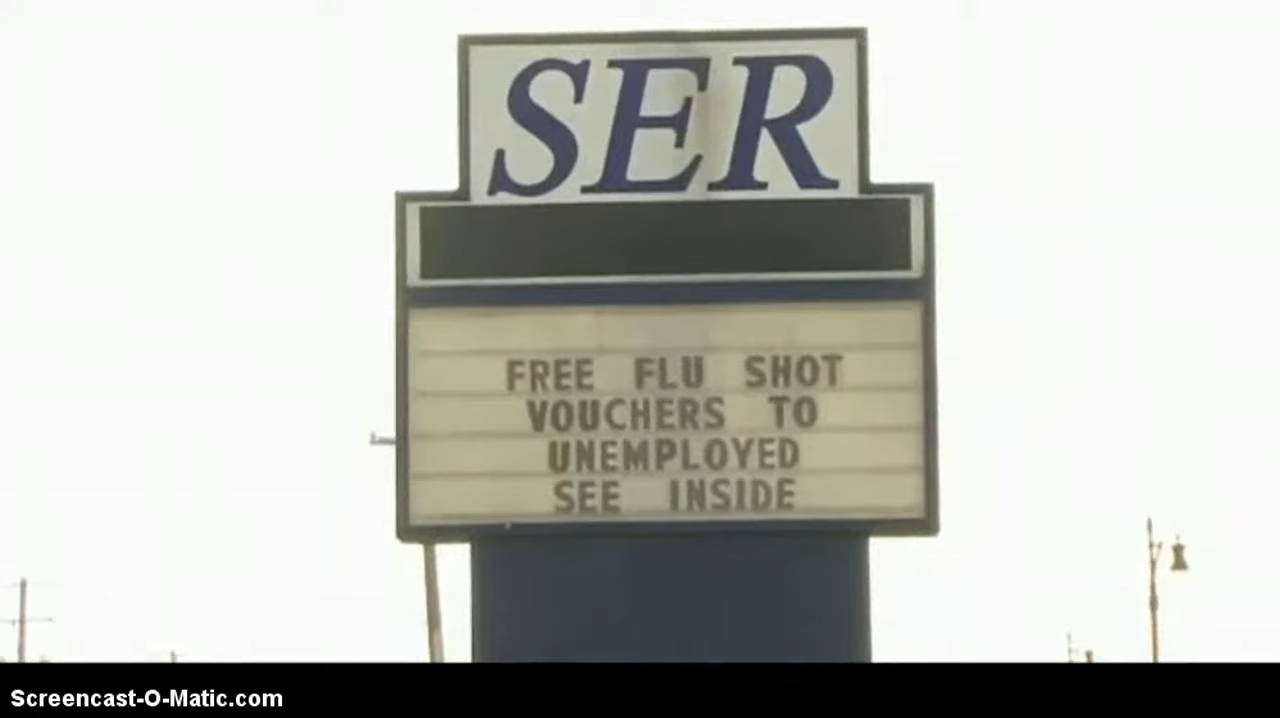 SER
FREE FLU SHOT
VOUCHERS TO
UNEMPLOYED
SEE INSIDE
Screencast-O-Matic.com